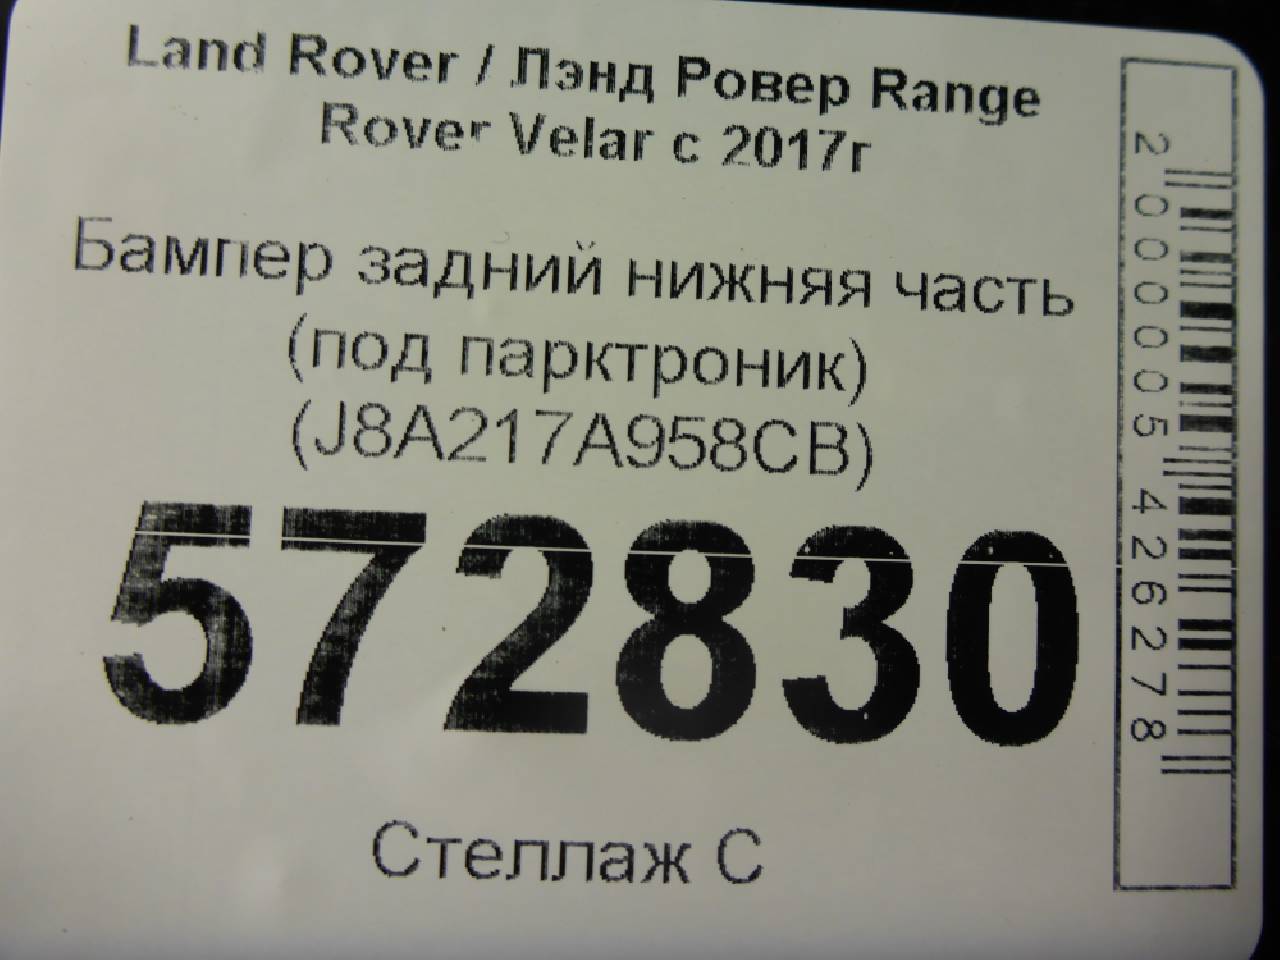 Land Rover / Лэнд Ровер Range
Rover Velar с 2017г
Бампер задний нижняя часть
(под парктроник)
(J8A217A958CB)
572830
Стеллаж С
2000005426278